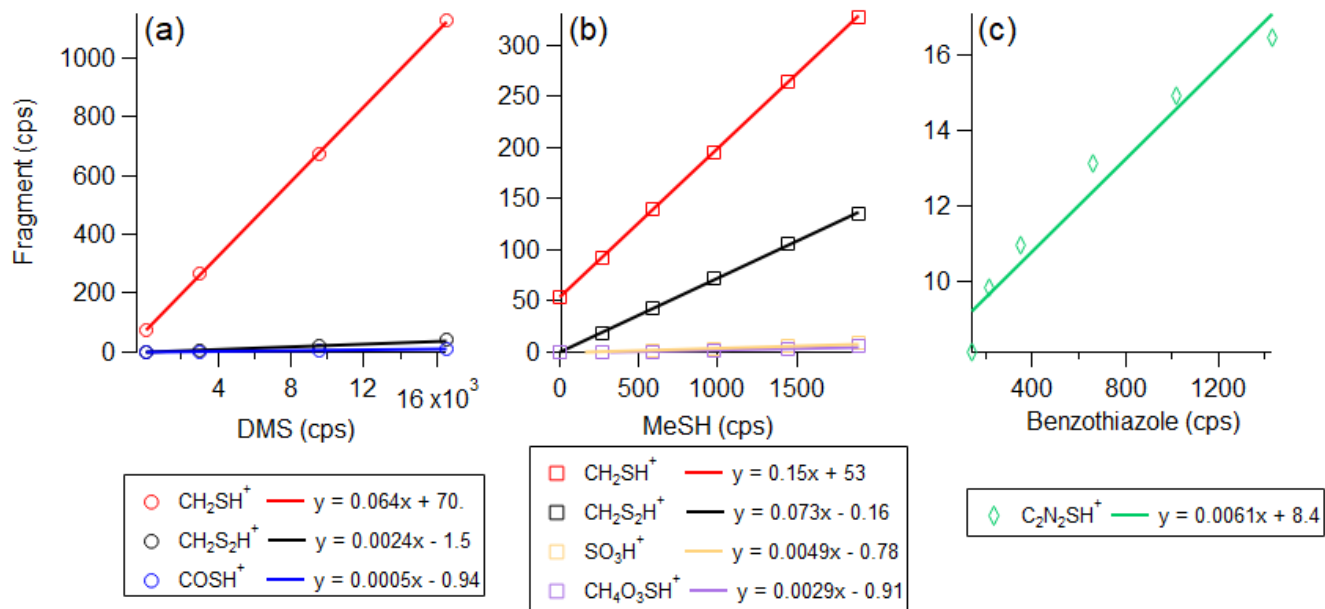 (a)
(b)
(c)
Fragment (cps)
1000
800
600
400
200
0
4
8
12
16 x10³
DMS (cps)
300
250
200
150
100
50
0
0
500
1000
1500
MeSH (cps)
16
14
12
10
400
800
1200
Benzothiazole (cps)
CH₂SH⁺ y = 0.064x + 70.
CH₂S₂H⁺ y = 0.0024x - 1.5
COSH⁺ y = 0.0005x - 0.94
CH₂SH⁺ y = 0.15x + 53
CH₂S₂H⁺ y = 0.073x - 0.16
SO₃H⁺ y = 0.0049x - 0.78
CH₄O₃SH⁺ y = 0.0029x - 0.91
C₂N₂SH⁺ y = 0.0061x + 8.4